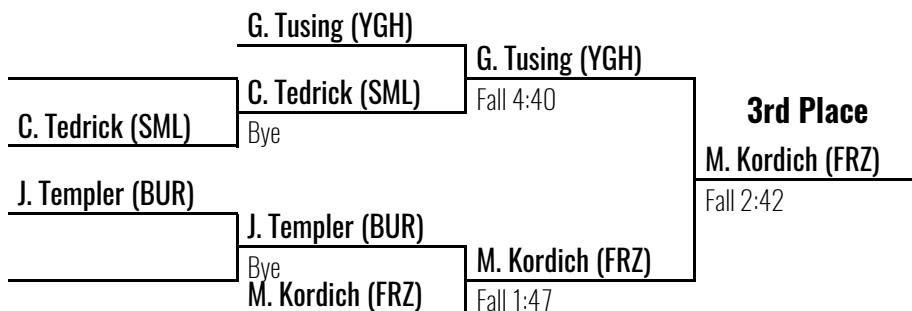 G. Tusing (YGH)
G. Tusing (YGH)
C. Tedrick (SML)
Fall 4:40
3rd Place
C. Tedrick (SML)
Bye
M. Kordich (FRZ)
J. Templer (BUR)
Fall 2:42
J. Templer (BUR)
M. Kordich (FRZ)
Bye
M. Kordich (FRZ)
Fall 1:47